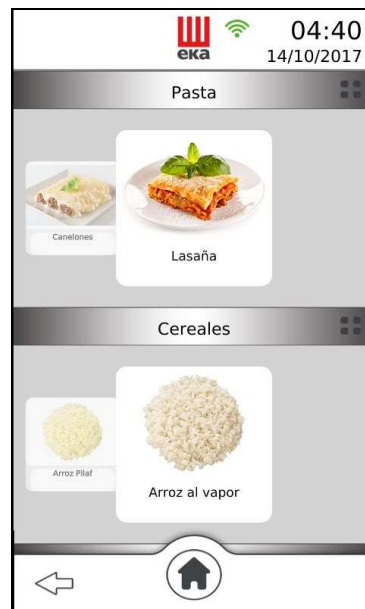 eka
04:40
14/10/2017
Pasta
Canelones
Lasaña
Cereales
Arroz Pilaf
Arroz al vapor